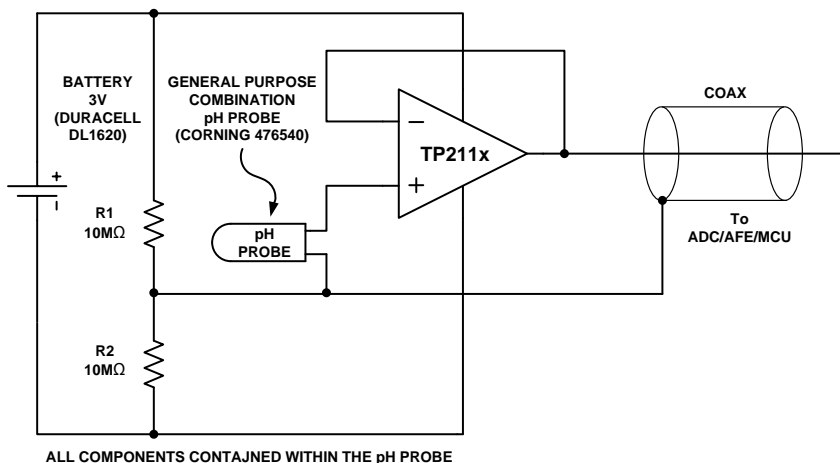 BATTERY
3V
(DURACELL
DL1620)
GENERAL PURPOSE
COMBINATION
pH PROBE
(CORNING 476540)
COAX
−
TP211x
+
+
−
R1
10MΩ
pH
PROBE
To
ADC/AFE/MCU
R2
10MΩ
ALL COMPONENTS CONTAJNED WITHIN THE pH PROBE